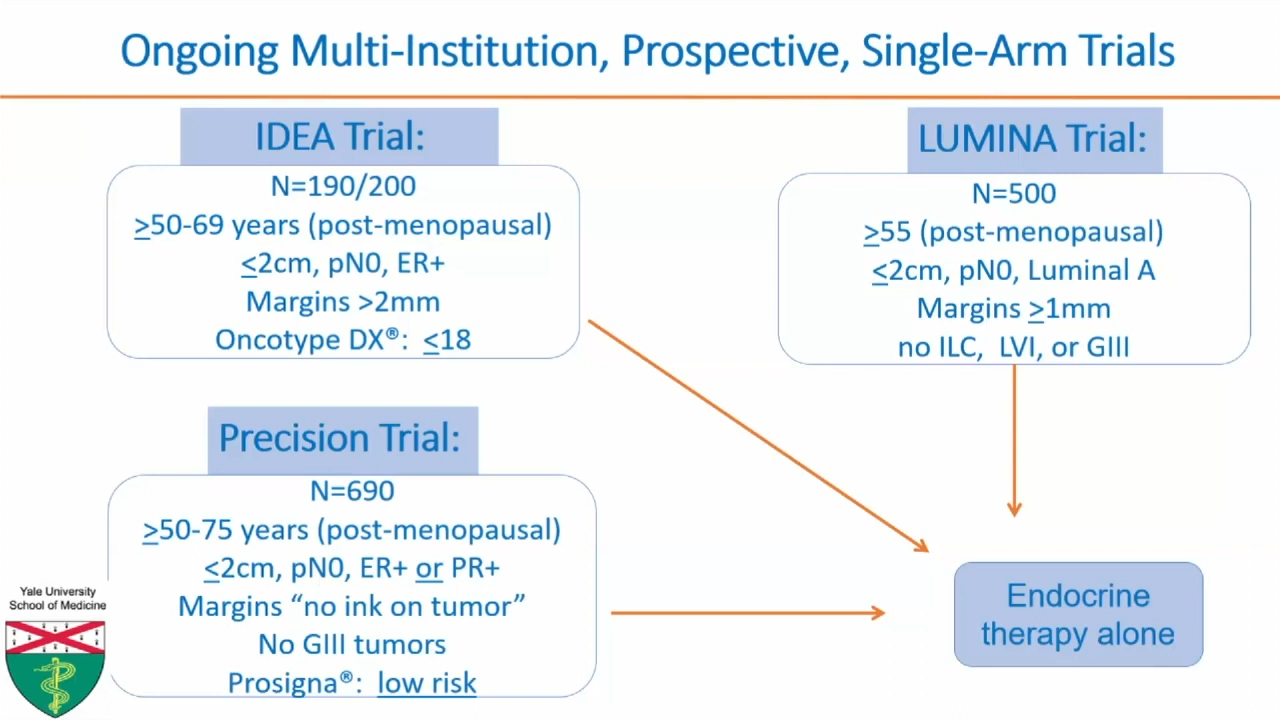 Ongoing Multi-Institution, Prospective, Single-Arm Trials
IDEA Trial:
N=190/200
≥50-69 years (post-menopausal)
≤2cm, pN0, ER+
Margins >2mm
Oncotype DX®: ≤18
LUMINA Trial:
N=500
≥55 (post-menopausal)
≤2cm, pN0, Luminal A
Margins ≥1mm
no ILC, LVI, or GIII
Precision Trial:
N=690
≥50-75 years (post-menopausal)
≤2cm, pN0, ER+ or PR+
Margins “no ink on tumor”
No GIII tumors
Prosigna®: low risk
Endocrine
therapy alone
Yale University
School of Medicine